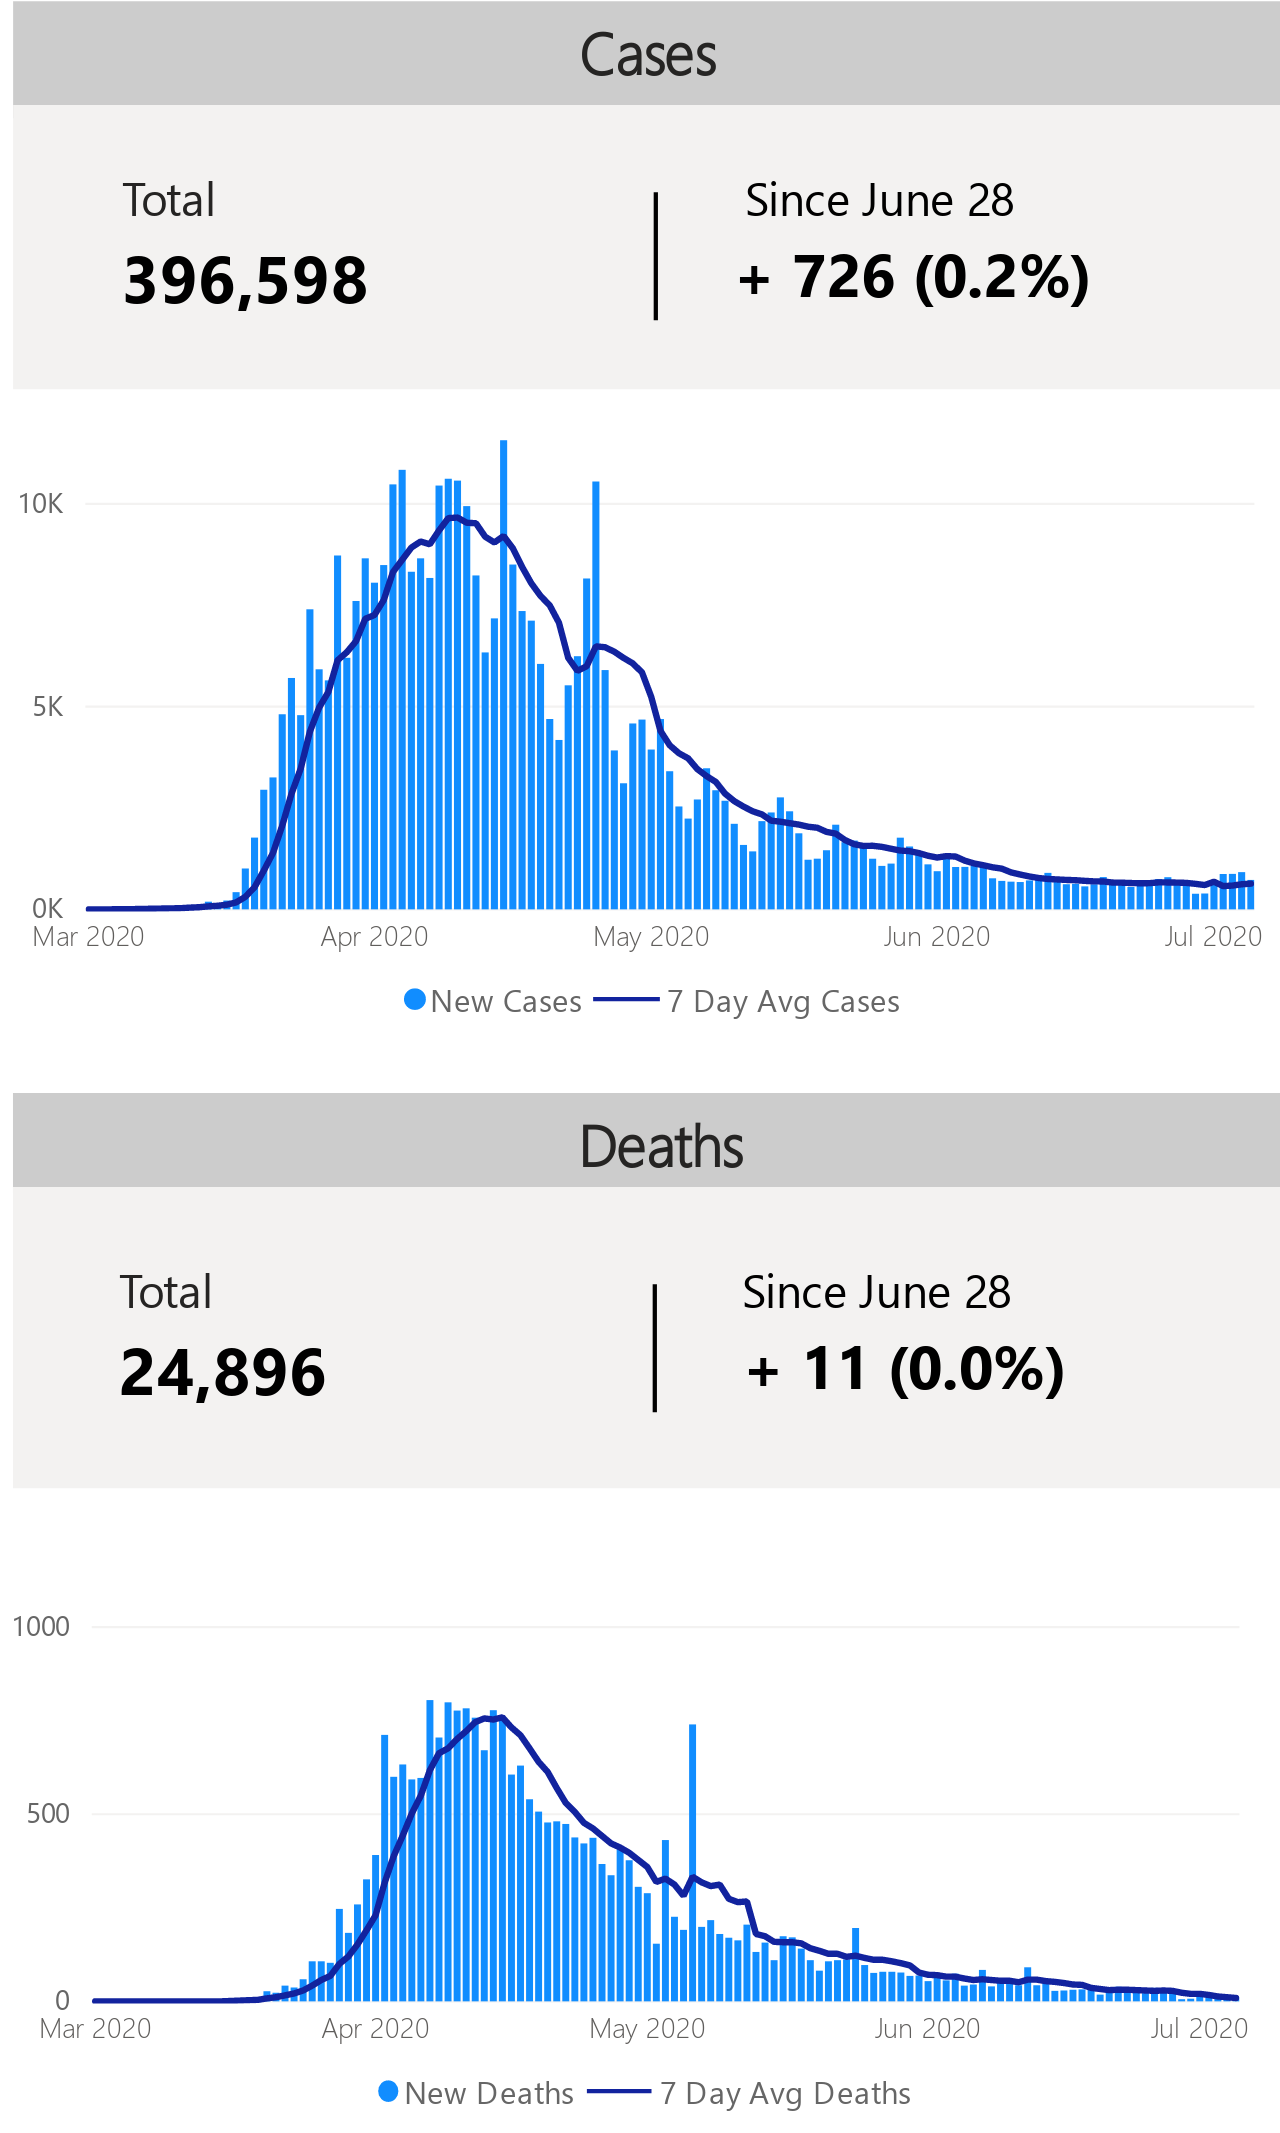 Cases
Total
Since June 28
396,598
+ 726 (0.2%)
10K
5K
0K
Mar 2020
Apr 2020
May 2020
Jun 2020
Jul 2020
New Cases
7 Day Avg Cases
Deaths
Total
Since June 28
24,896
+ 11 (0.0%)
1000
500
0
Mar 2020
Apr 2020
May 2020
Jun 2020
Jul 2020
New Deaths
7 Day Avg Deaths